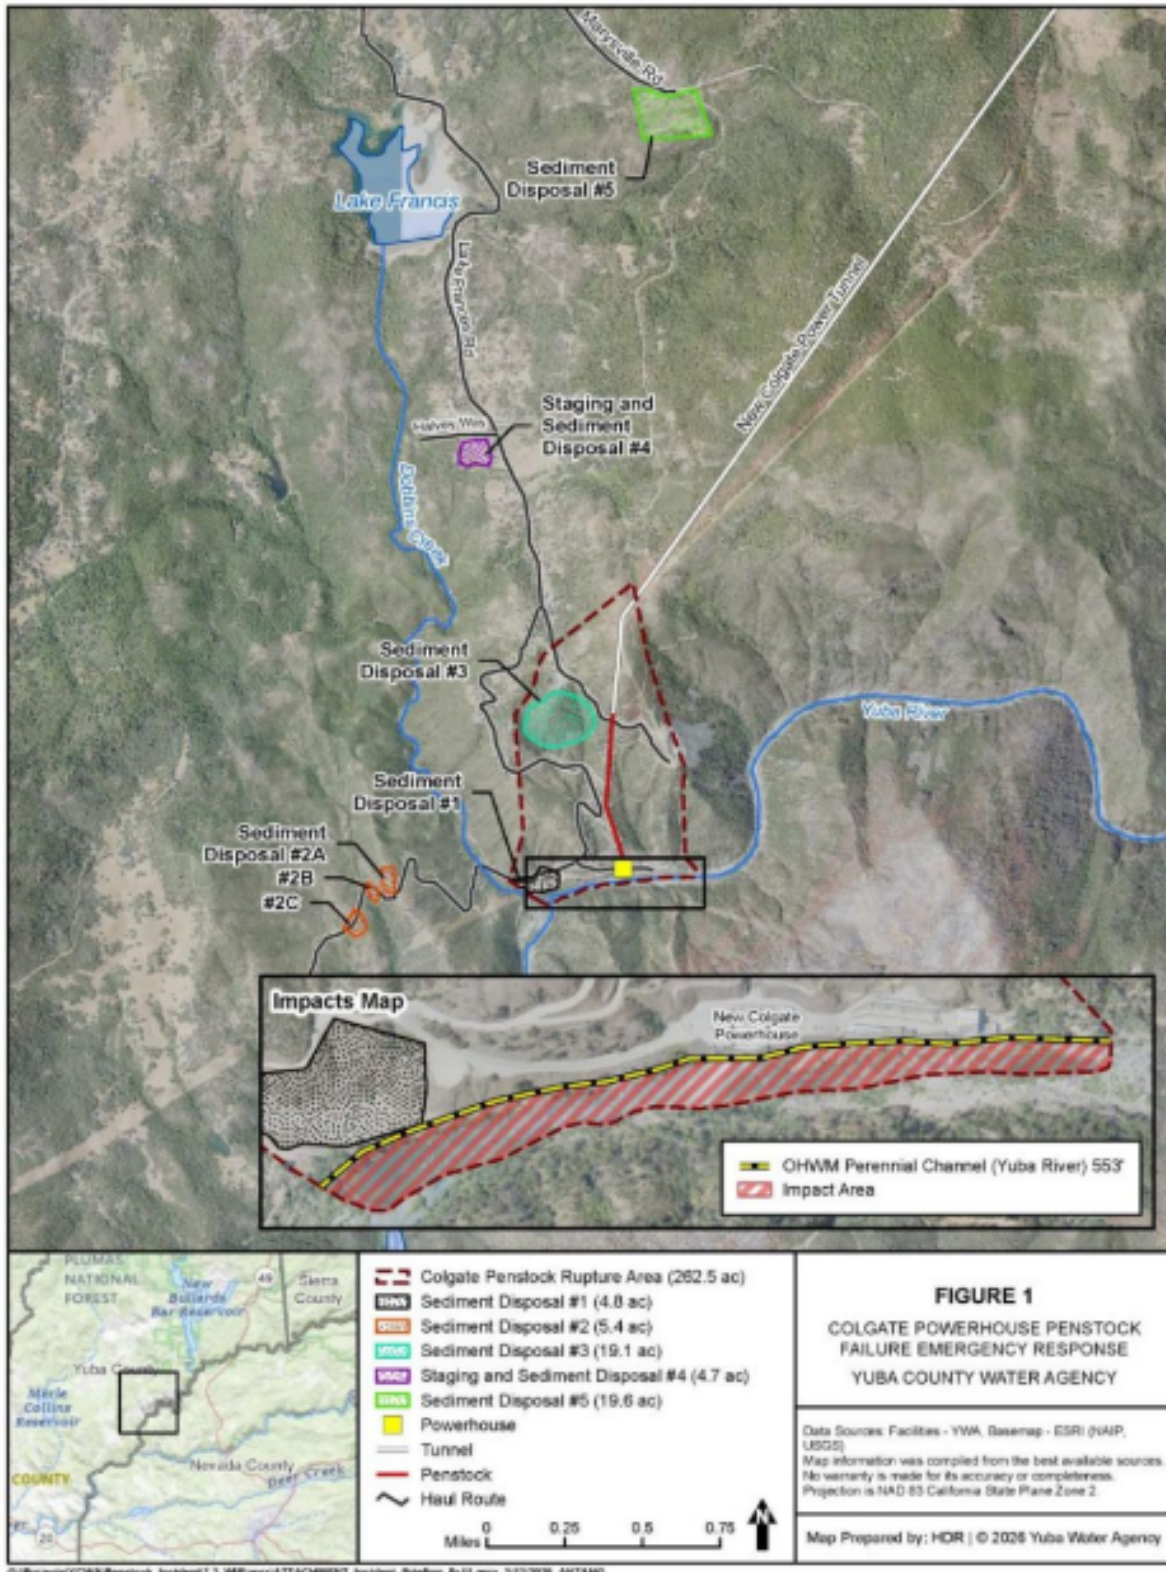 Marysville Rd
Sediment
Disposal #5
Lake Francis
Lake Francis Rd
New Colgate Power Tunnel
Staging and
Sediment
Disposal #4
Dobbins Creek
Sediment
Disposal #3
Yuba River
Sediment
Disposal #1
Sediment
Disposal #2A
#2B
#2C
Impacts Map
New Colgate
Powerhouse
OHWM Perennial Channel (Yuba River) 553'
Impact Area
PLUMAS
NATIONAL
FOREST
New
Bullards
Bar Reservoir
49
Sierra
County
Yuba County
Merle
Collins
Reservoir
Nevada County
Deer Creek
COUNTY
20
Colgate Penstock Rupture Area (262.5 ac)
Sediment Disposal #1 (4.8 ac)
Sediment Disposal #2 (5.4 ac)
Sediment Disposal #3 (19.1 ac)
Staging and Sediment Disposal #4 (4.7 ac)
Sediment Disposal #5 (19.6 ac)
Powerhouse
Tunnel
Penstock
Haul Route
0 0.25 0.5 0.75
Miles
N
FIGURE 1
COLGATE POWERHOUSE PENSTOCK
FAILURE EMERGENCY RESPONSE
YUBA COUNTY WATER AGENCY
Data Sources: Facilities - YWA, Basemap - ESRI (NAIP,
USGS)
Map information was compiled from the best available sources.
No warranty is made for its accuracy or completeness.
Projection is NAD 83 California State Plane Zone 2.
Map Prepared by: HDR | © 2026 Yuba Water Agency